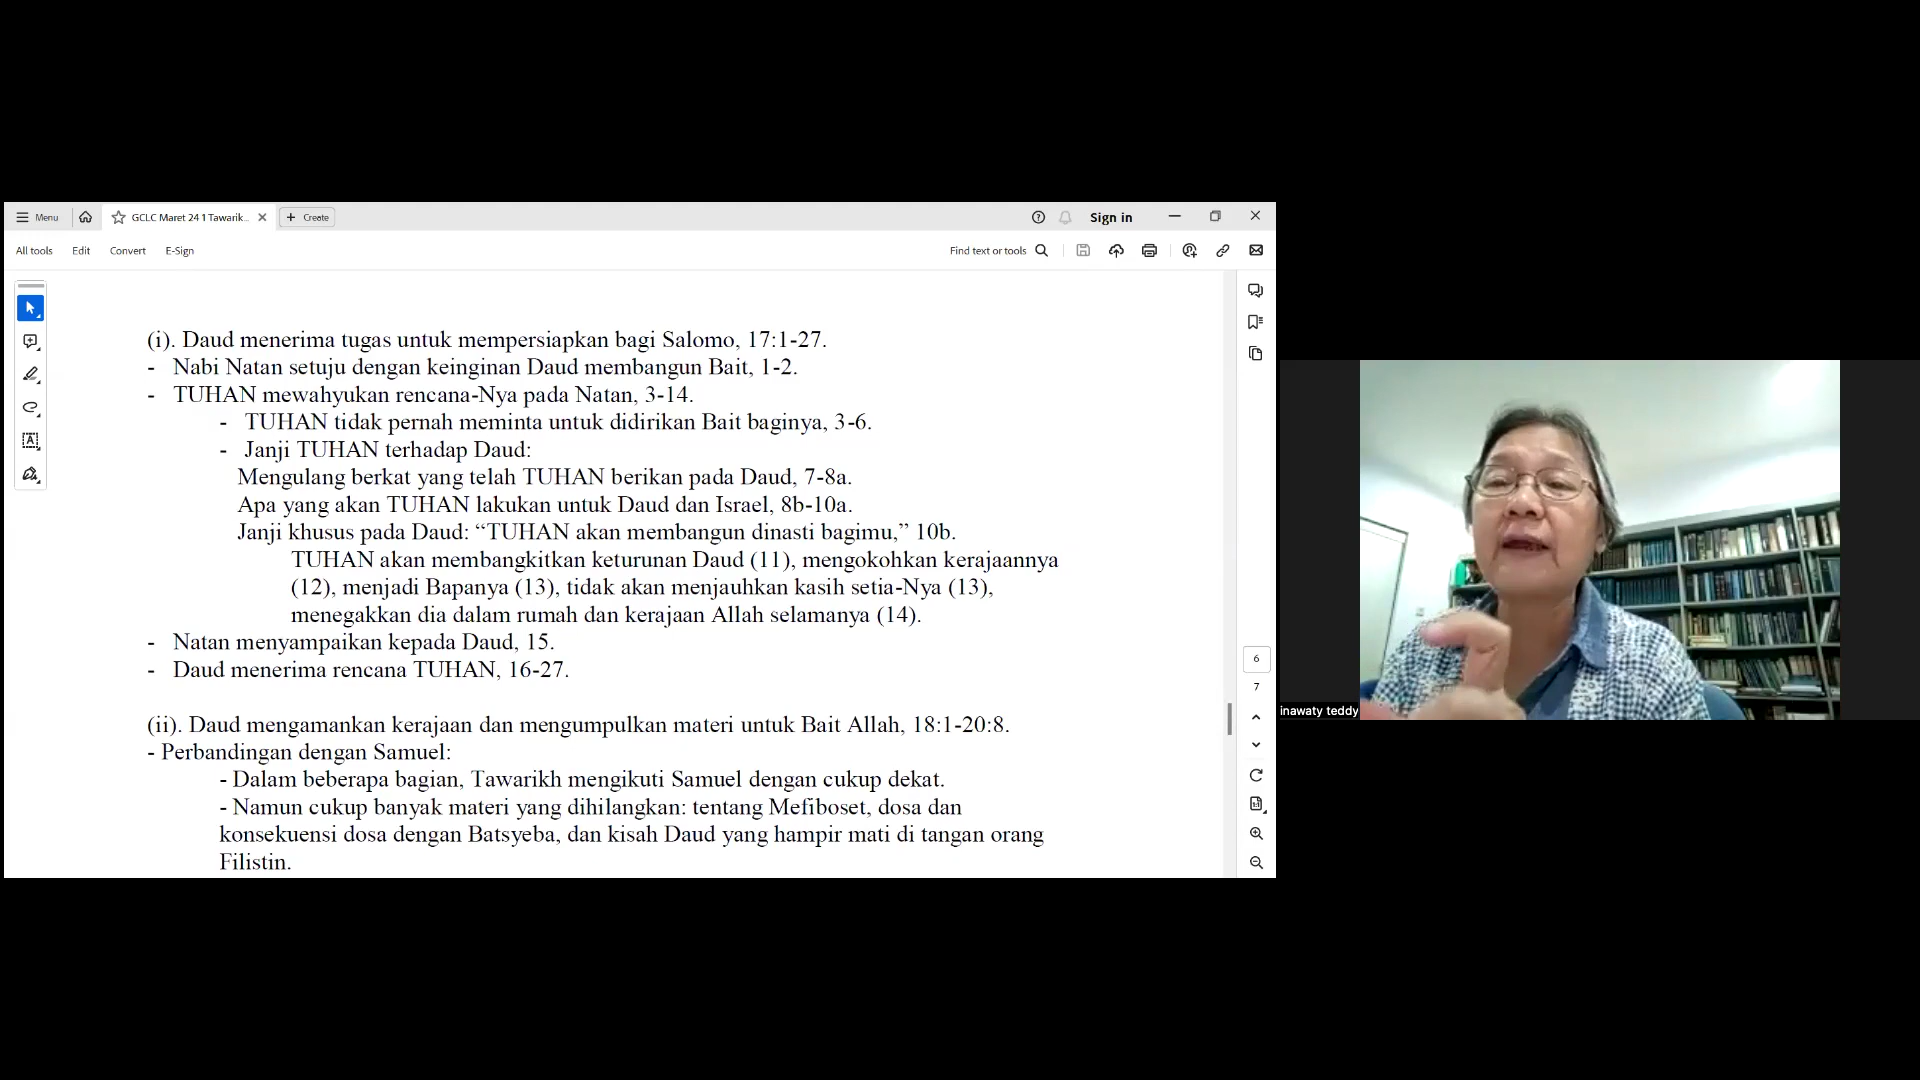 Menu
GCLC Maret 24 1 Tawarik...
Create
Sign in
All tools
Edit
Convert
E-Sign
Find text or tools
(i). Daud menerima tugas untuk mempersiapkan bagi Salomo, 17:1-27.
- Nabi Natan setuju dengan keinginan Daud membangun Bait, 1-2.
- TUHAN mewahyukan rencana-Nya pada Natan, 3-14.
- TUHAN tidak pernah meminta untuk didirikan Bait baginya, 3-6.
- Janji TUHAN terhadap Daud:
Mengulang berkat yang telah TUHAN berikan pada Daud, 7-8a.
Apa yang akan TUHAN lakukan untuk Daud dan Israel, 8b-10a.
Janji khusus pada Daud: “TUHAN akan membangun dinasti bagimu,” 10b.
TUHAN akan membangkitkan keturunan Daud (11), mengokohkan kerajaannya
(12), menjadi Bapanya (13), tidak akan menjauhkan kasih setia-Nya (13),
menegakkan dia dalam rumah dan kerajaan Allah selamanya (14).
- Natan menyampaikan kepada Daud, 15.
- Daud menerima rencana TUHAN, 16-27.
(ii). Daud mengamankan kerajaan dan mengumpulkan materi untuk Bait Allah, 18:1-20:8.
- Perbandingan dengan Samuel:
- Dalam beberapa bagian, Tawarikh mengikuti Samuel dengan cukup dekat.
- Namun cukup banyak materi yang dihilangkan: tentang Mefiboset, dosa dan
konsekuensi dosa dengan Batsyeba, dan kisah Daud yang hampir mati di tangan orang
Filistin.
6
7
inawaty teddy